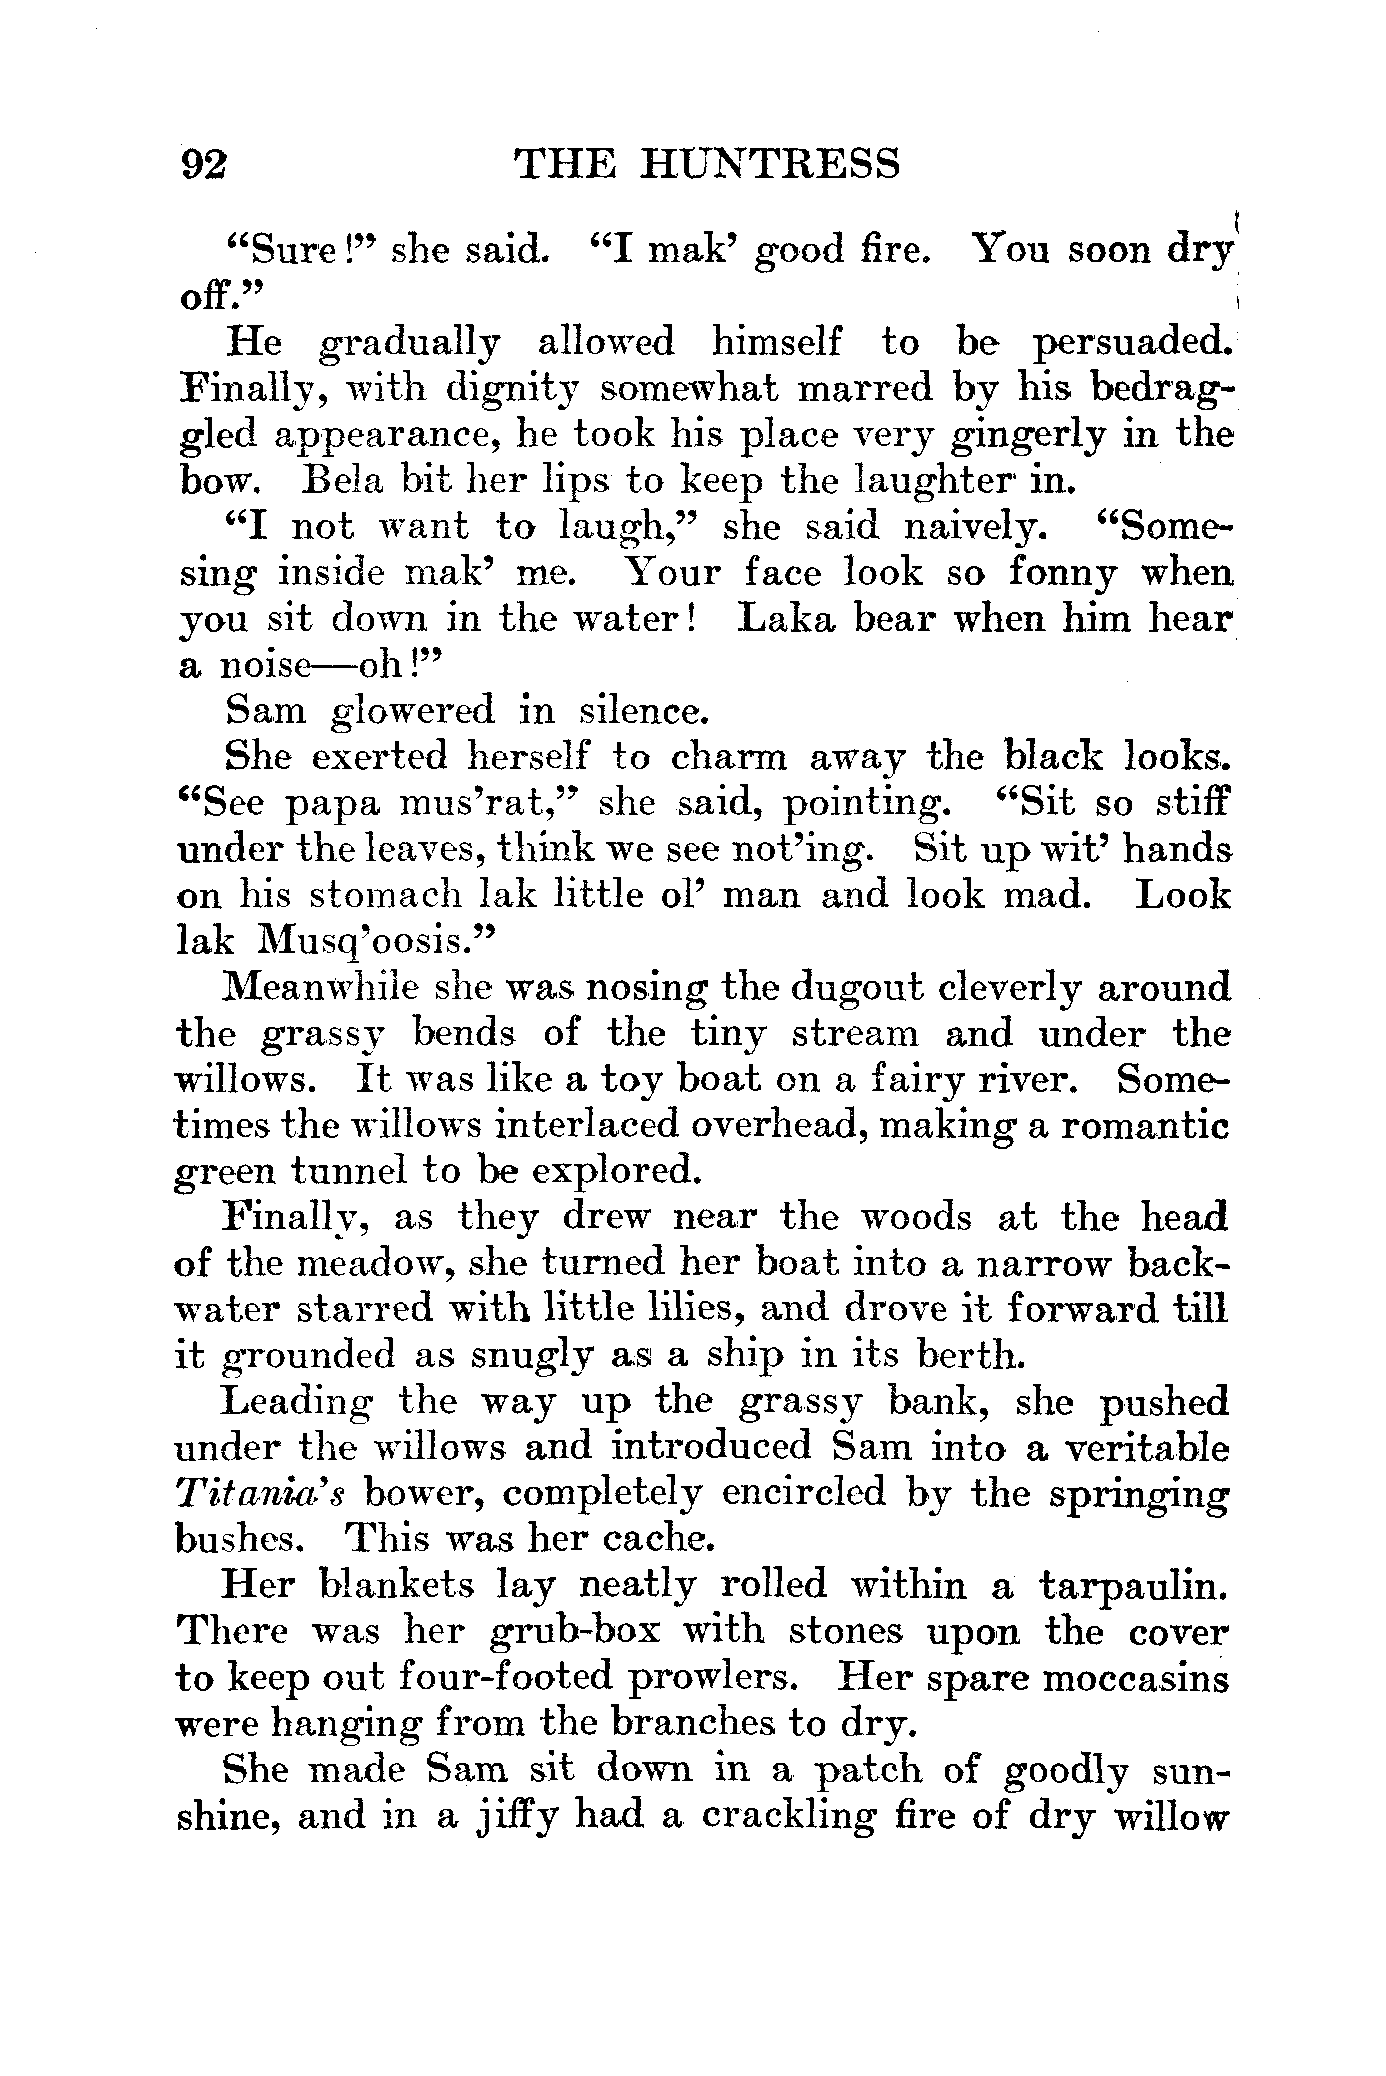 92 THE HUNTRESS
“Sure!” she said. “I mak’ good fire. You soon dry
off.”
He gradually allowed himself to be persuaded.
Finally, with dignity somewhat marred by his bedrag-
gled appearance, he took his place very gingerly in the
bow. Bela bit her lips to keep the laughter in.
“I not want to laugh,” she said naively. “Some-
sing inside mak’ me. Your face look so fonny when
you sit down in the water! Laka bear when him hear
a noise—oh!”
Sam glowered in silence.
She exerted herself to charm away the black looks.
“See papa mus’rat,” she said, pointing. “Sit so stiff
under the leaves, think we see not’ing. Sit up wit’ hands
on his stomach lak little ol’ man and look mad. Look
lak Musq’oosis.”
Meanwhile she was nosing the dugout cleverly around
the grassy bends of the tiny stream and under the
willows. It was like a toy boat on a fairy river. Some-
times the willows interlaced overhead, making a romantic
green tunnel to be explored.
Finally, as they drew near the woods at the head
of the meadow, she turned her boat into a narrow back-
water starred with little lilies, and drove it forward till
it grounded as snugly as a ship in its berth.
Leading the way up the grassy bank, she pushed
under the willows and introduced Sam into a veritable
Titania’s bower, completely encircled by the springing
bushes. This was her cache.
Her blankets lay neatly rolled within a tarpaulin.
There was her grub-box with stones upon the cover
to keep out four-footed prowlers. Her spare moccasins
were hanging from the branches to dry.
She made Sam sit down in a patch of goodly sun-
shine, and in a jiffy had a crackling fire of dry willow